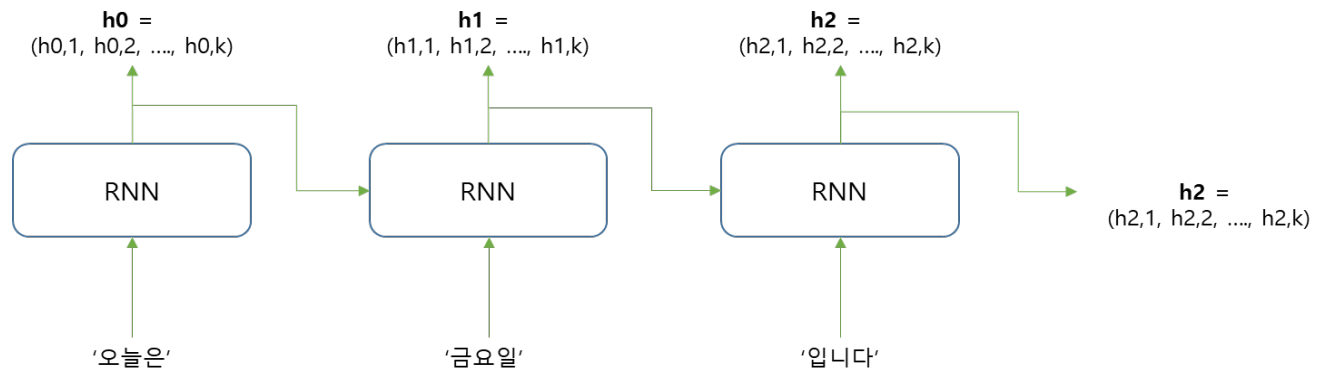 h0 =
(h0,1, h0,2, …., h0,k)
h1 =
(h1,1, h1,2, …., h1,k)
h2 =
(h2,1, h2,2, …., h2,k)
RNN
RNN
RNN
h2 =
(h2,1, h2,2, …., h2,k)
‘오늘은’
‘금요일’
‘입니다’